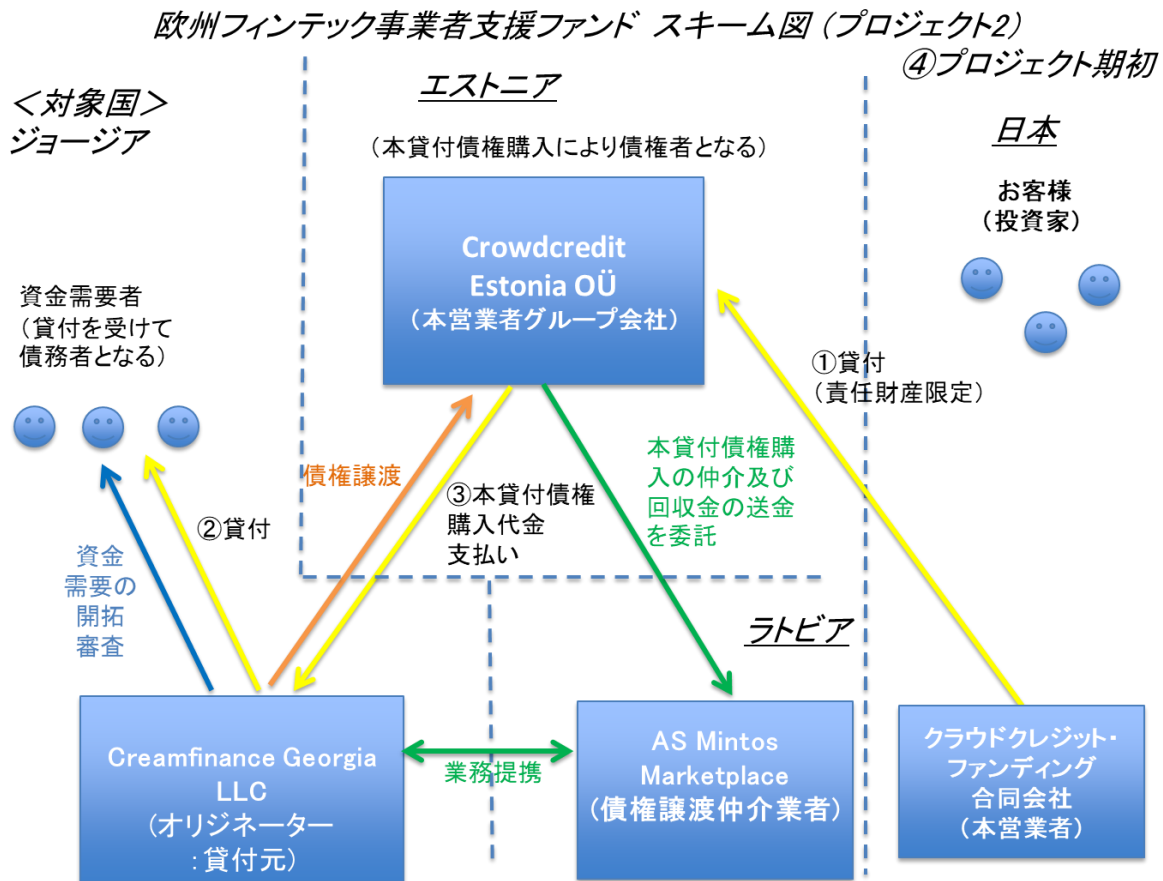 欧州フィンテック事業者支援ファンド スキーム図（プロジェクト2）
④プロジェクト期初
＜対象国＞
ジョージア
エストニア
（本貸付債権購入により債権者となる）
日本
お客様
（投資家）
Crowdcredit
Estonia OÜ
（本営業者グループ会社）
資金需要者
（貸付を受けて
債務者となる）
①貸付
（責任財産限定）
債権譲渡
③本貸付債権
購入代金
支払い
本貸付債権購
入の仲介及び
回収金の送金
を委託
②貸付
資金
需要の
開拓
審査
ラトビア
Creamfinance Georgia
LLC
（オリジネーター
：貸付元）
業務提携
AS Mintos
Marketplace
（債権譲渡仲介業者）
クラウドクレジット・
ファンディング
合同会社
（本営業者）